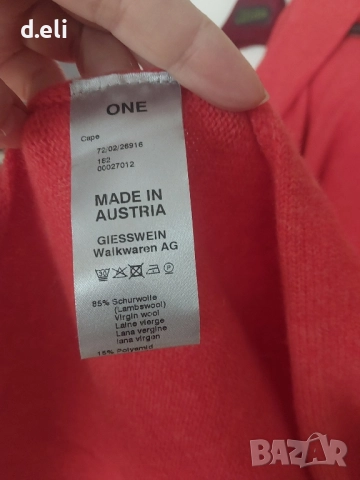 d.eli
ONE
Cape
72/02/26916
162
00027012
MADE IN
AUSTRIA
GIESSWEIN
Walkwaren AG
85% Schurwolle
(Lambswool)
Virgin wool
Laine vierge
Lana vergine
lana virgen
15% Polyamid
BAZAR